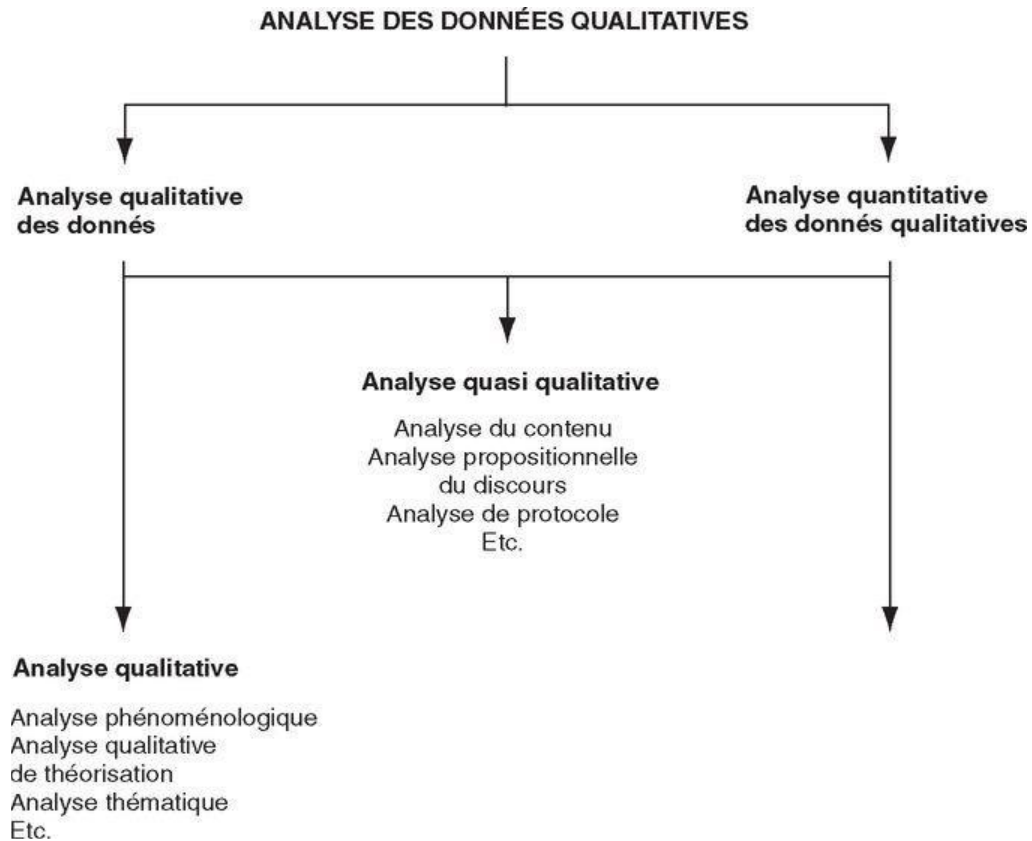 ANALYSE DES DONNÉES QUALITATIVES
Analyse qualitative
des donnés
Analyse quantitative
des donnés qualitatives
Analyse quasi qualitative
Analyse du contenu
Analyse propositionnelle
du discours
Analyse de protocole
Etc.
Analyse qualitative
Analyse phénoménologique
Analyse qualitative
de théorisation
Analyse thématique
Etc.